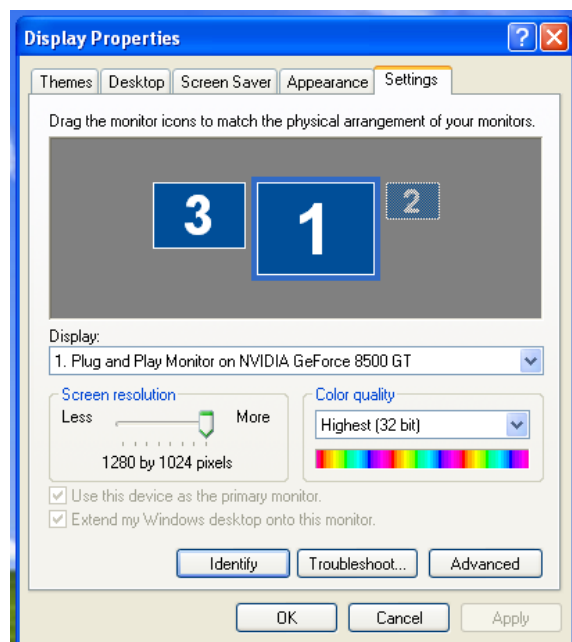 Display Properties
Themes Desktop Screen Saver Appearance Settings
Drag the monitor icons to match the physical arrangement of your monitors.
3 1 2
Display:
1. Plug and Play Monitor on NVIDIA GeForce 8500 GT
Screen resolution
Less More
1280 by 1024 pixels
Color quality
Highest (32 bit)
Use this device as the primary monitor.
Extend my Windows desktop onto this monitor.
Identify Troubleshoot... Advanced
OK Cancel Apply